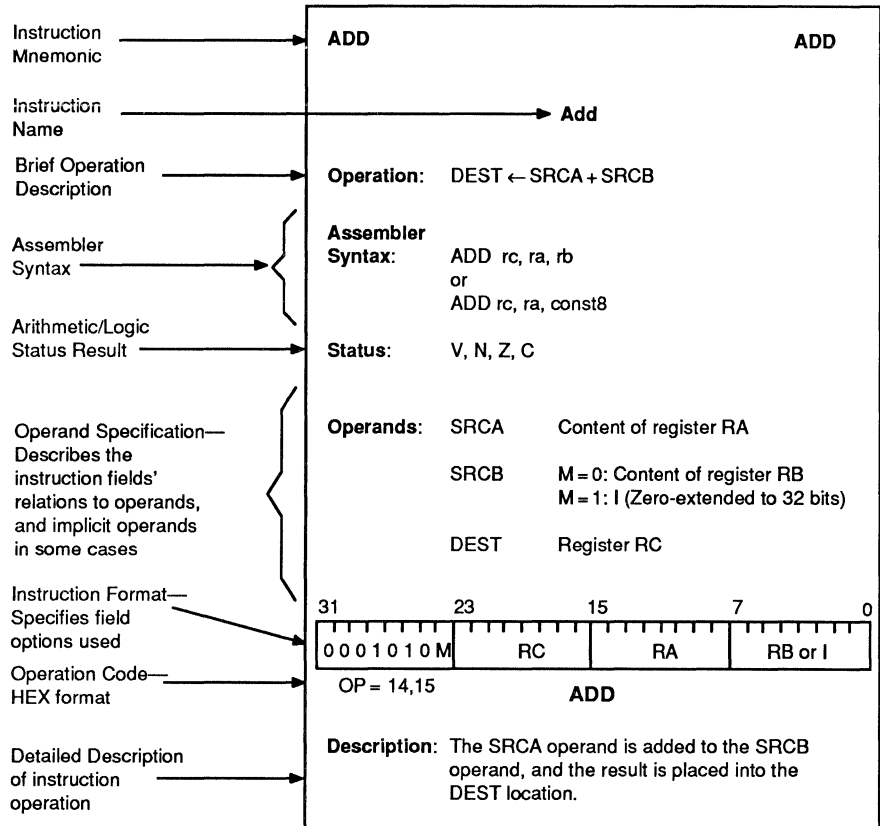 Instruction
Mnemonic
ADD ADD
Instruction
Name
Add
Brief Operation
Description
Operation: DEST ← SRCA + SRCB
Assembler
Syntax
Assembler
Syntax: ADD rc, ra, rb
or
ADD rc, ra, const8
Arithmetic/Logic
Status Result
Status: V, N, Z, C
Operand Specification—
Describes the
instruction fields'
relations to operands,
and implicit operands
in some cases
Operands: SRCA Content of register RA
SRCB M = 0: Content of register RB
M = 1: I (Zero-extended to 32 bits)
DEST Register RC
Instruction Format—
Specifies field
options used
31 23 15 7 0
0 0 0 1 0 1 0 M RC RA RB or I
Operation Code—
HEX format
OP = 14,15 ADD
Detailed Description
of instruction
operation
Description: The SRCA operand is added to the SRCB
operand, and the result is placed into the
DEST location.